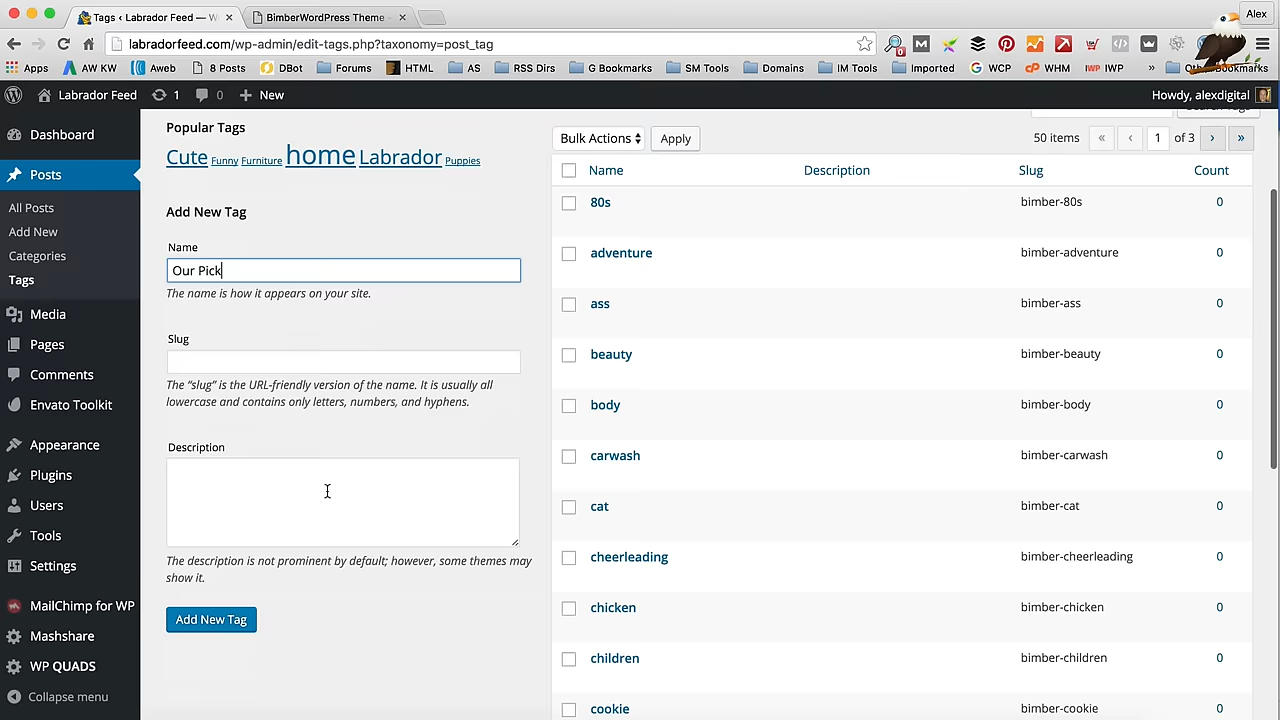 Tags ‹ Labrador Feed — W
BimberWordPress Theme
Alex
labradorfeed.com/wp-admin/edit-tags.php?taxonomy=post_tag
Apps
AW KW
Aweb
8 Posts
DBot
Forums
HTML
AS
RSS Dirs
G Bookmarks
SM Tools
Domains
IM Tools
Imported
WCP
WHM
IWP
»
Labrador Feed
1
0
New
Howdy, alexdigital
Dashboard
Posts
All Posts
Add New
Categories
Tags
Media
Pages
Comments
Envato Toolkit
Appearance
Plugins
Users
Tools
Settings
MailChimp for WP
Mashshare
WP QUADS
Collapse menu
Popular Tags
Cute Funny Furniture home Labrador Puppies
Add New Tag
Name
Our Pick
The name is how it appears on your site.
Slug
The “slug” is the URL-friendly version of the name. It is usually all
lowercase and contains only letters, numbers, and hyphens.
Description
The description is not prominent by default; however, some themes may
show it.
Add New Tag
Bulk Actions
Apply
50 items « ‹ 1 of 3 › »
Name Description Slug Count
80s bimber-80s 0
adventure bimber-adventure 0
ass bimber-ass 0
beauty bimber-beauty 0
body bimber-body 0
carwash bimber-carwash 0
cat bimber-cat 0
cheerleading bimber-cheerleading 0
chicken bimber-chicken 0
children bimber-children 0
cookie bimber-cookie 0